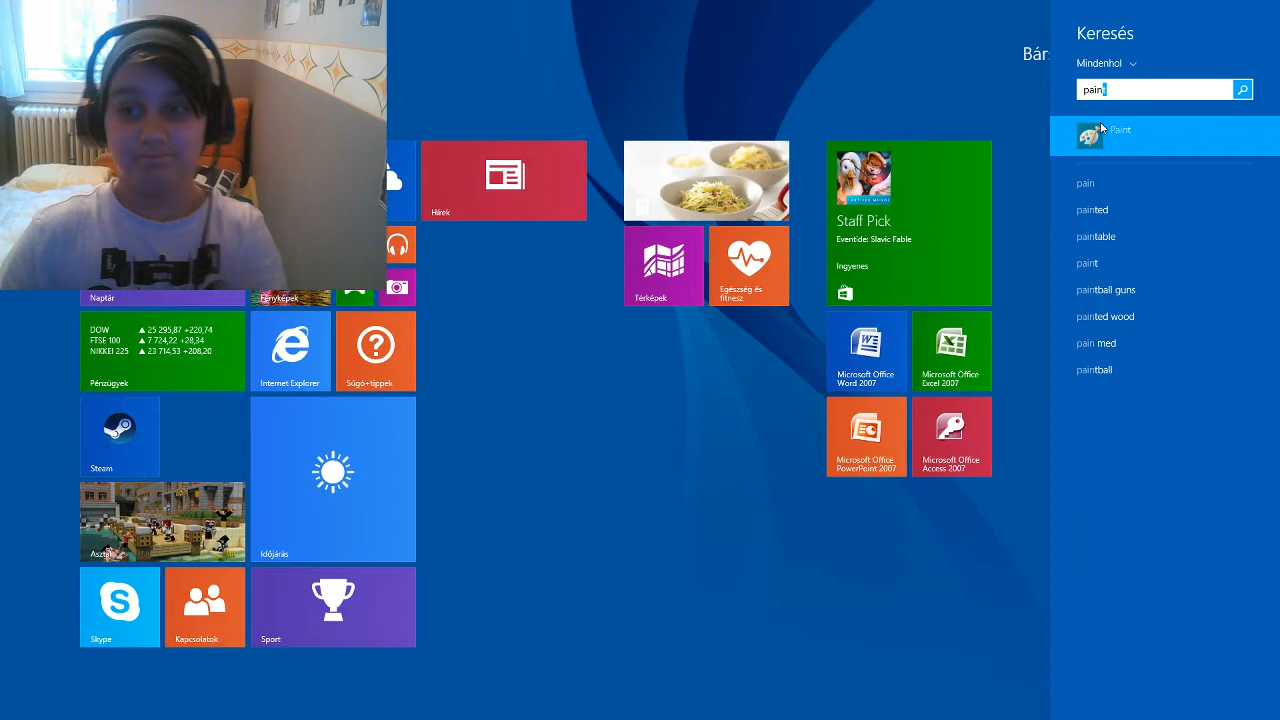 Bár
Keresés
Mindenhol
paint
Paint
pain
painted
paintable
paint
paintball guns
painted wood
pain med
paintball
Hírek
Naptár
Fényképek
Térképek
Egészség és
fitnesz
Staff Pick
Eventide: Slavic Fable
Ingyenes
DOW ▲ 25 295,87 +220,74
FTSE 100 ▲ 7 724,22 +28,34
NIKKEI 225 ▲ 23 714,53 +208,20
Pénzügyek
Internet Explorer
Súgó+tippek
Microsoft Office
Word 2007
Microsoft Office
Excel 2007
Steam
Időjárás
Microsoft Office
PowerPoint 2007
Microsoft Office
Access 2007
Asztal
Skype
Kapcsolatok
Sport